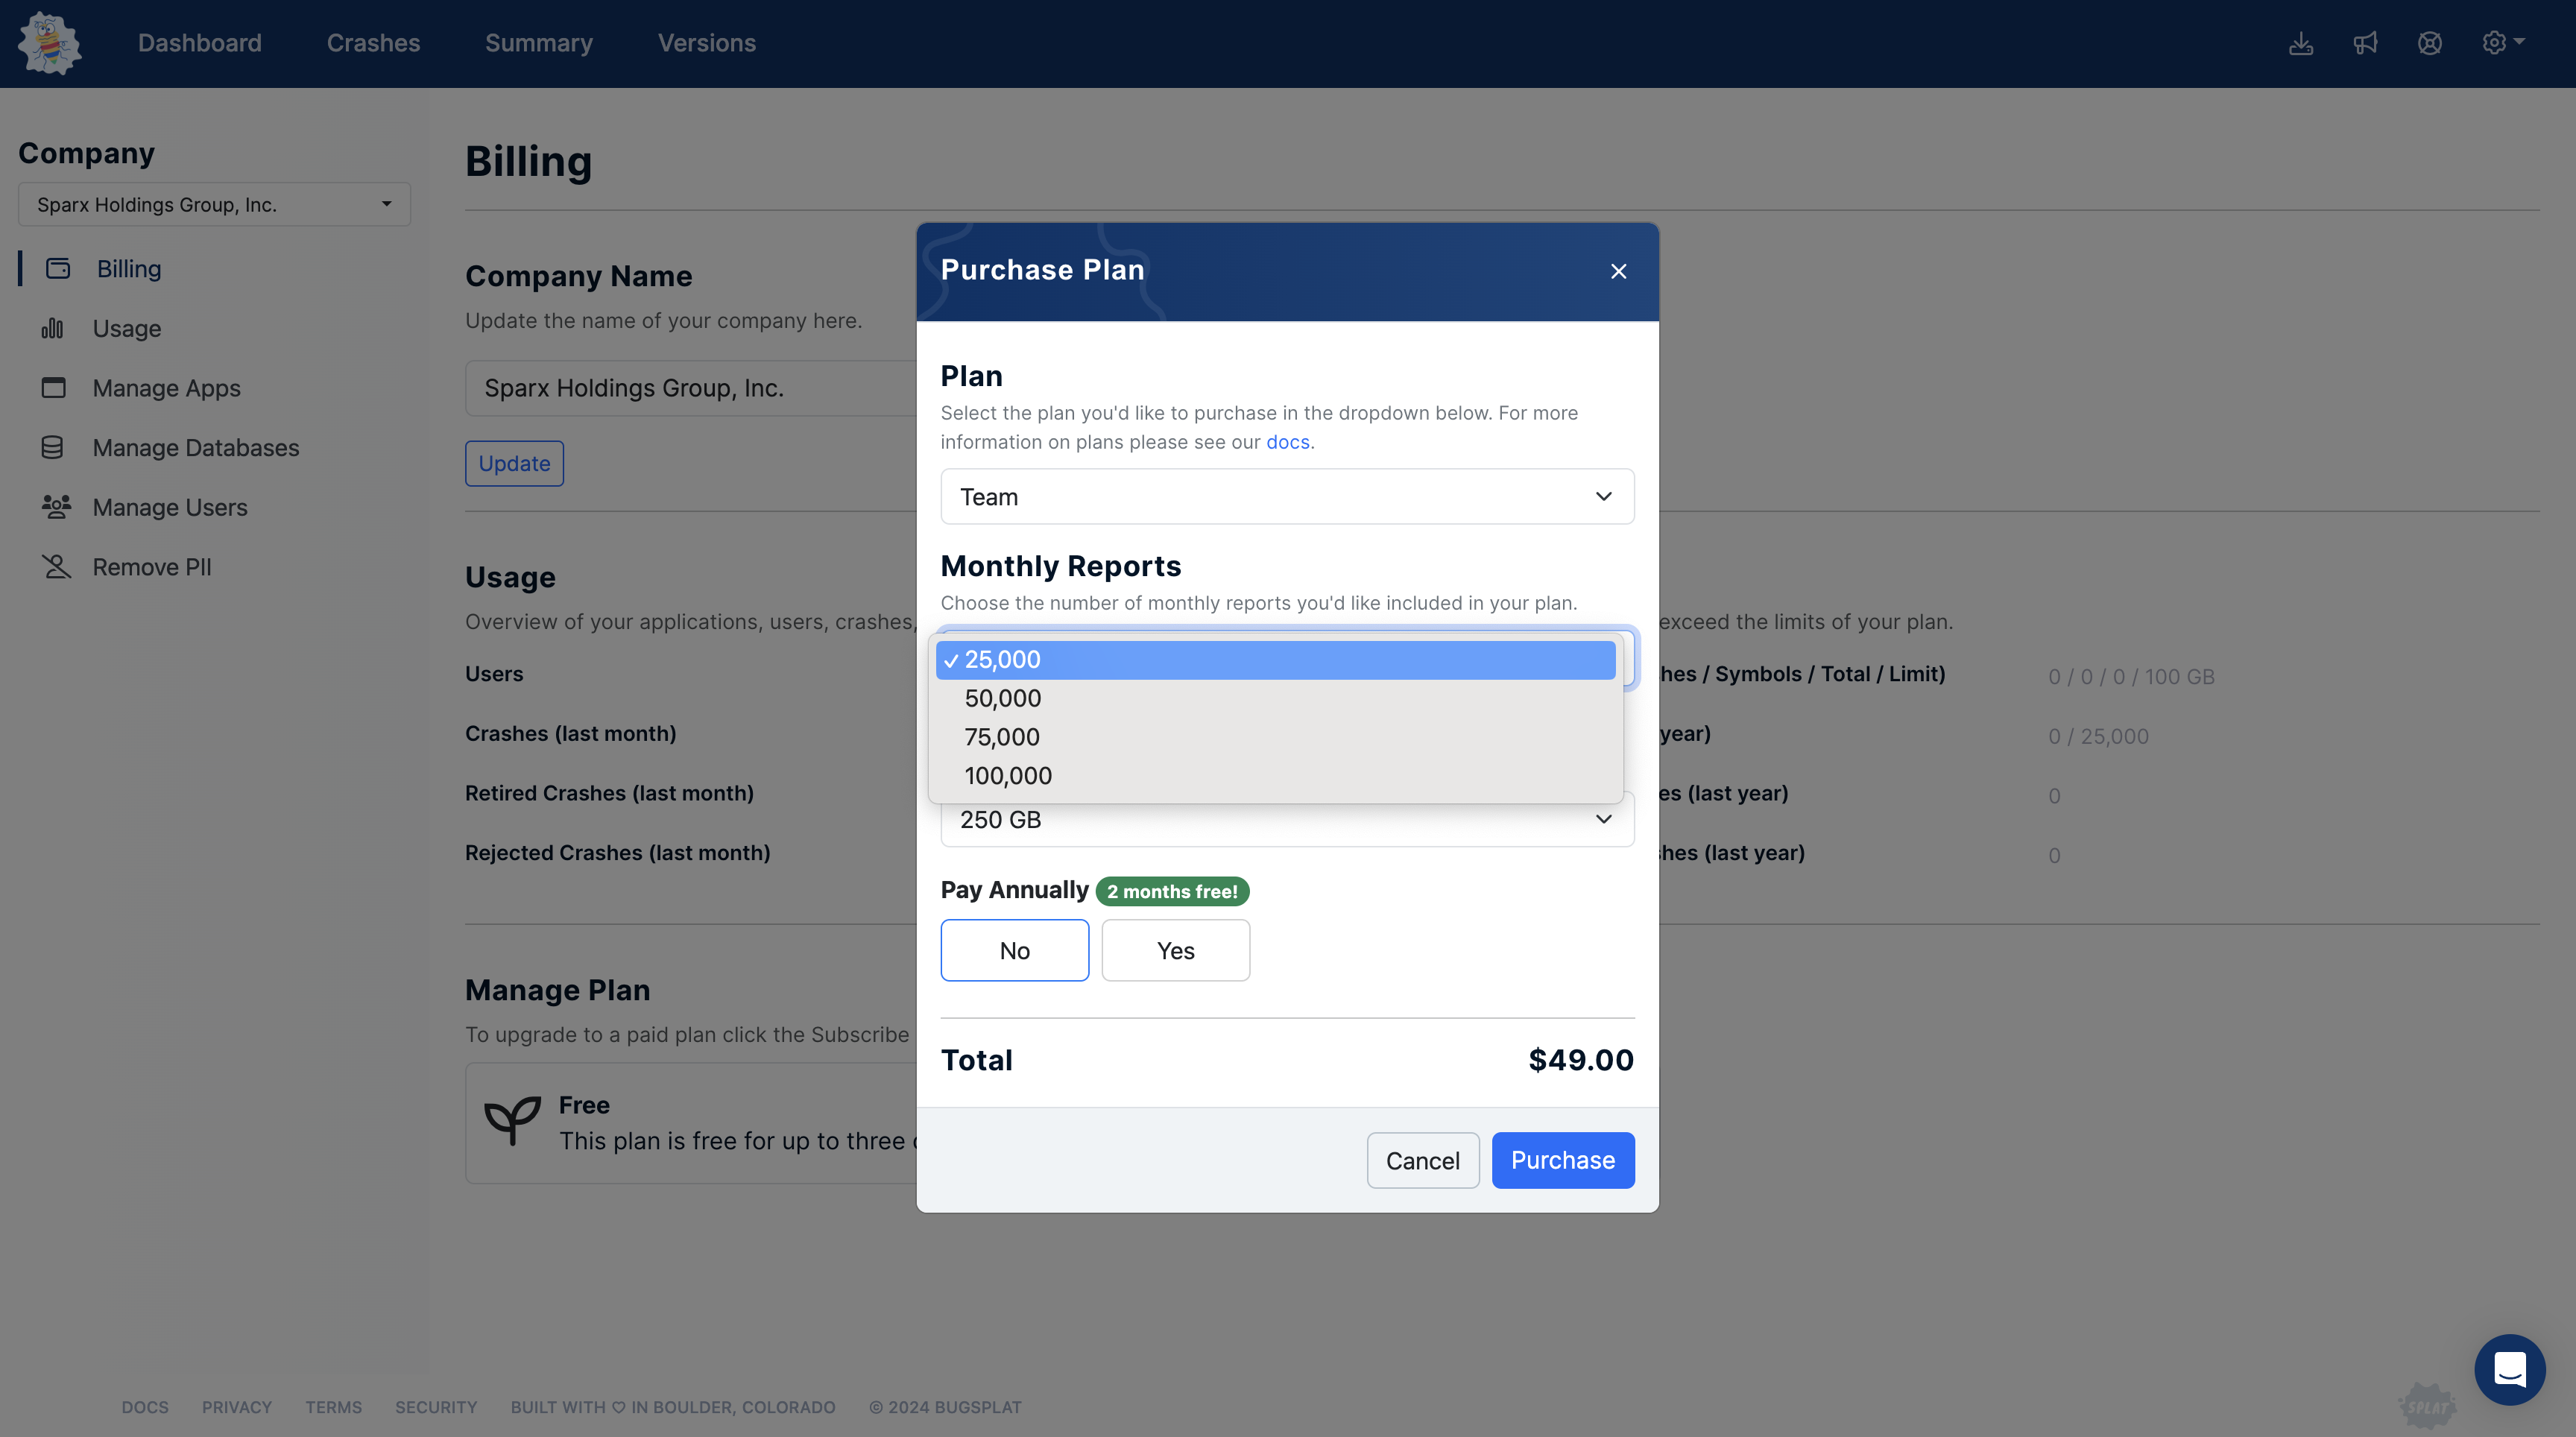 Dashboard
Crashes
Summary
Versions
Company
Sparx Holdings Group, Inc.
Billing
Usage
Manage Apps
Manage Databases
Manage Users
Remove PII
Billing
Company Name
Update the name of your company here.
Sparx Holdings Group, Inc.
Update
Usage
Overview of your applications, users, crashes,
exceed the limits of your plan.
Users
hes / Symbols / Total / Limit)
0 / 0 / 0 / 100 GB
Crashes (last month)
year)
0 / 25,000
Retired Crashes (last month)
es (last year)
0
Rejected Crashes (last month)
shes (last year)
0
Manage Plan
To upgrade to a paid plan click the Subscribe
Free
This plan is free for up to three
Purchase Plan
Plan
Select the plan you'd like to purchase in the dropdown below. For more
information on plans please see our docs.
Team
Monthly Reports
Choose the number of monthly reports you'd like included in your plan.
25,000
50,000
75,000
100,000
250 GB
Pay Annually 2 months free!
No
Yes
Total
$49.00
Cancel
Purchase
DOCS
PRIVACY
TERMS
SECURITY
BUILT WITH ♡ IN BOULDER, COLORADO
© 2024 BUGSPLAT
SPLAT